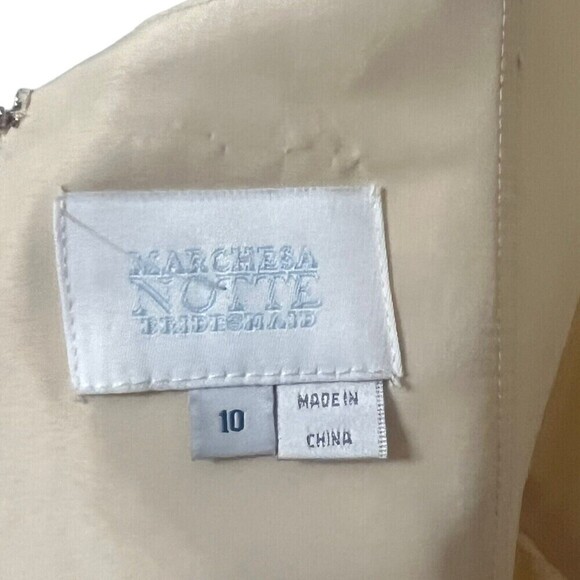 MARCHESA
NOTTE
BRIDESMAID
10
MADE IN
CHINA